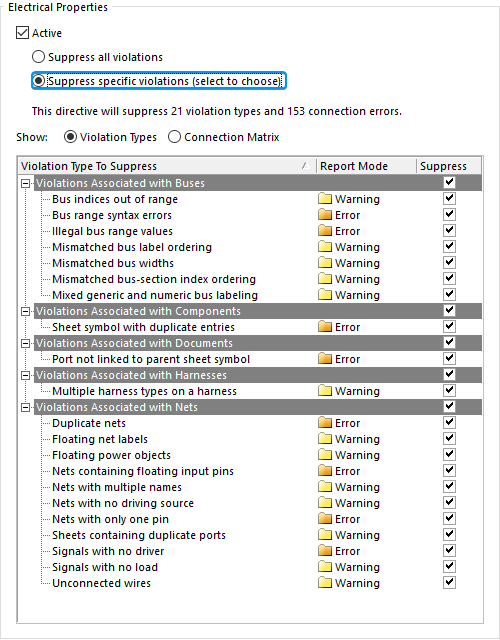 Electrical Properties
Active
Suppress all violations
Suppress specific violations (select to choose)
This directive will suppress 21 violation types and 153 connection errors.
Show: Violation Types Connection Matrix
Violation Type To Suppress Report Mode Suppress
Violations Associated with Buses
Bus indices out of range Warning
Bus range syntax errors Error
Illegal bus range values Error
Mismatched bus label ordering Warning
Mismatched bus widths Warning
Mismatched bus-section index ordering Warning
Mixed generic and numeric bus labeling Warning
Violations Associated with Components
Sheet symbol with duplicate entries Error
Violations Associated with Documents
Port not linked to parent sheet symbol Error
Violations Associated with Harnesses
Multiple harness types on a harness Warning
Violations Associated with Nets
Duplicate nets Error
Floating net labels Warning
Floating power objects Warning
Nets containing floating input pins Error
Nets with multiple names Warning
Nets with no driving source Warning
Nets with only one pin Error
Sheets containing duplicate ports Warning
Signals with no driver Error
Signals with no load Warning
Unconnected wires Warning